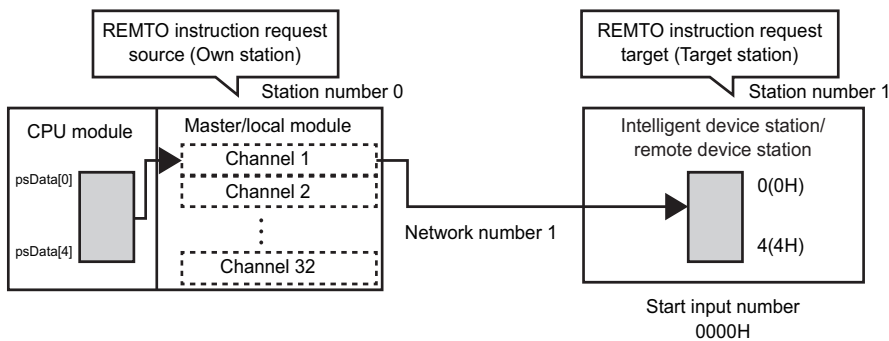 REMTO instruction request
source (Own station)
REMTO instruction request
target (Target station)
Station number 0
Station number 1
CPU module
Master/local module
Intelligent device station/
remote device station
psData[0]
psData[4]
Channel 1
Channel 2
Channel 32
Network number 1
0(0H)
4(4H)
Start input number
0000H